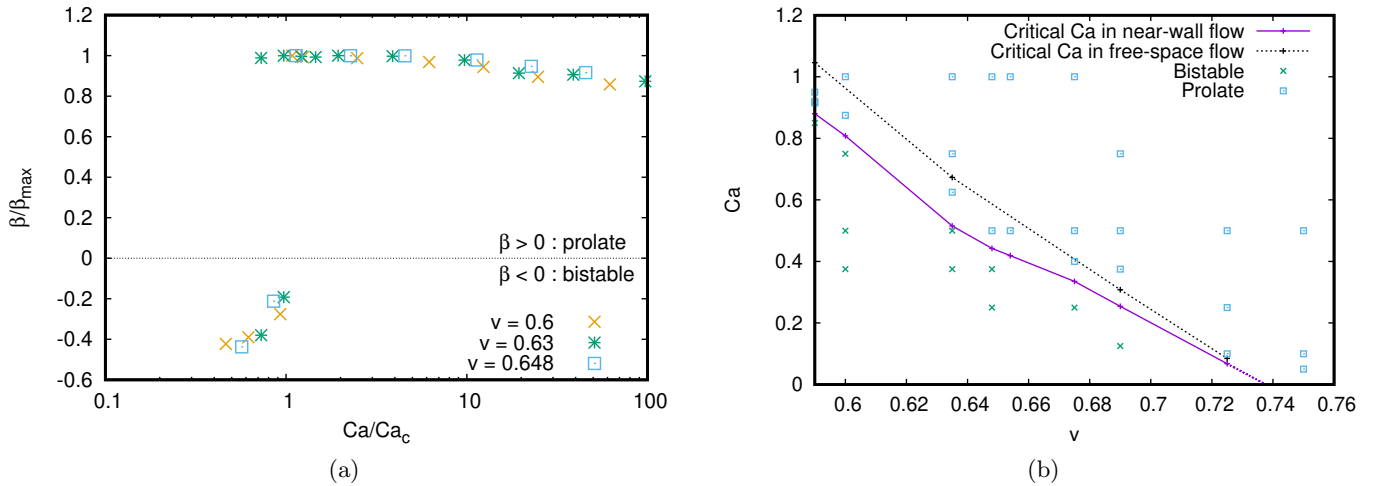 1.2
1
0.8
0.6
0.4
0.2
0
-0.2
-0.4
-0.6
0.1
1
10
100
β/βmax
Ca/Cac
β > 0 : prolate
β < 0 : bistable
v = 0.6
v = 0.63
v = 0.648
(a)
1.2
1
0.8
0.6
0.4
0.2
0
0.6
0.62
0.64
0.66
0.68
0.7
0.72
0.74
0.76
Ca
v
Critical Ca in near-wall flow
Critical Ca in free-space flow
Bistable
Prolate
(b)